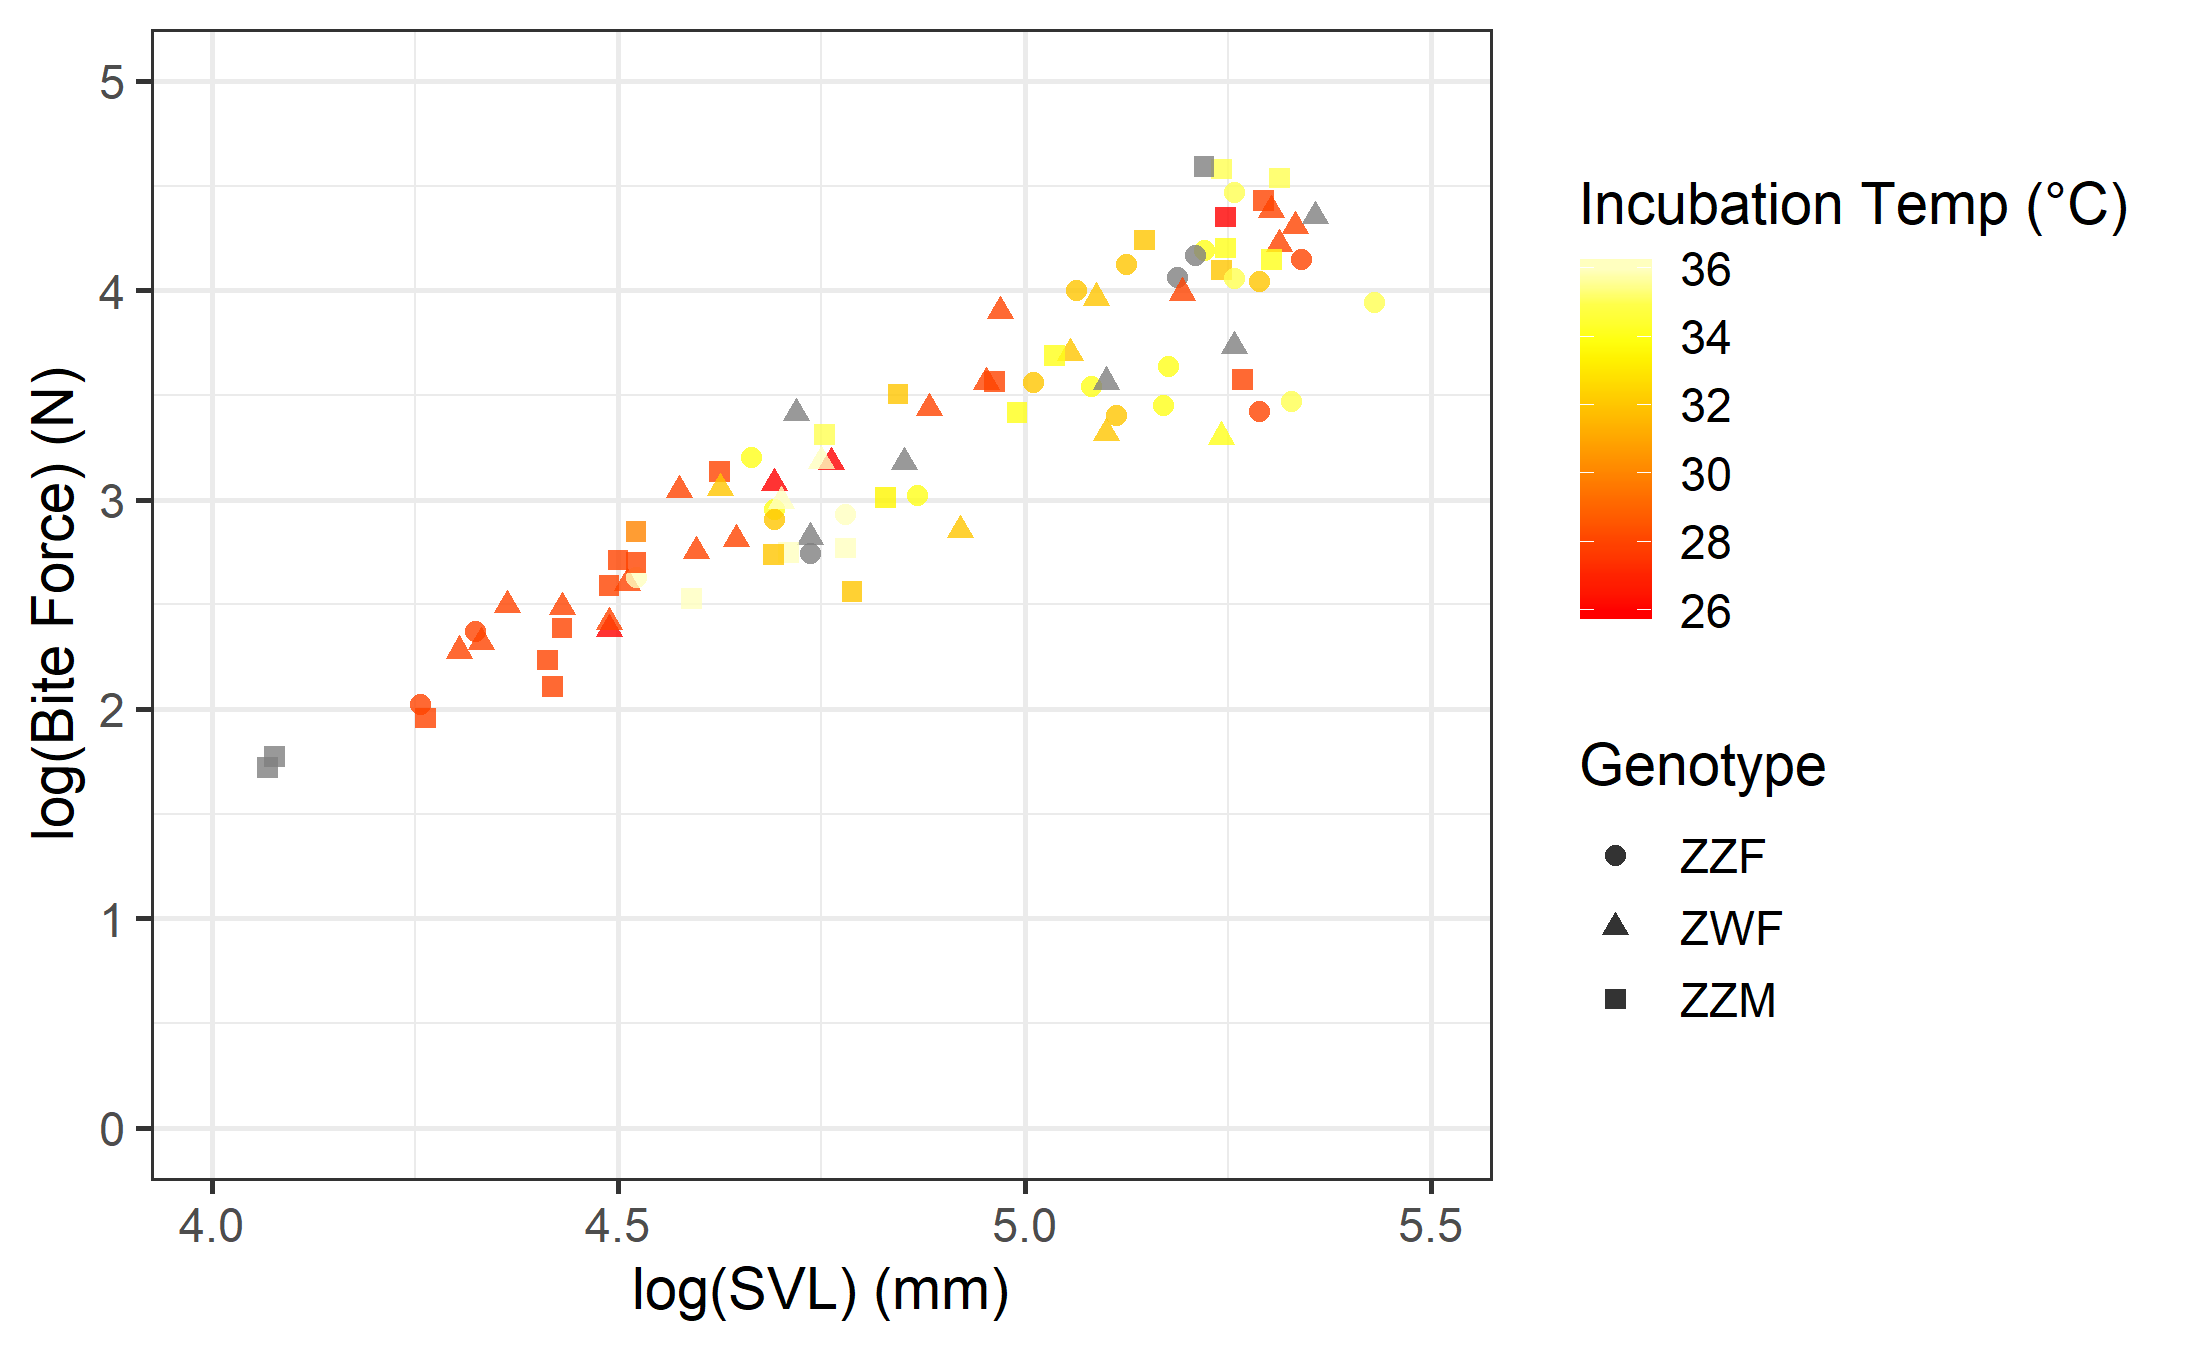 log(Bite Force) (N)
5
4
3
2
1
0
4.0 4.5 5.0 5.5
log(SVL) (mm)
Incubation Temp (°C)
36
34
32
30
28
26
Genotype
ZZF
ZWF
ZZM